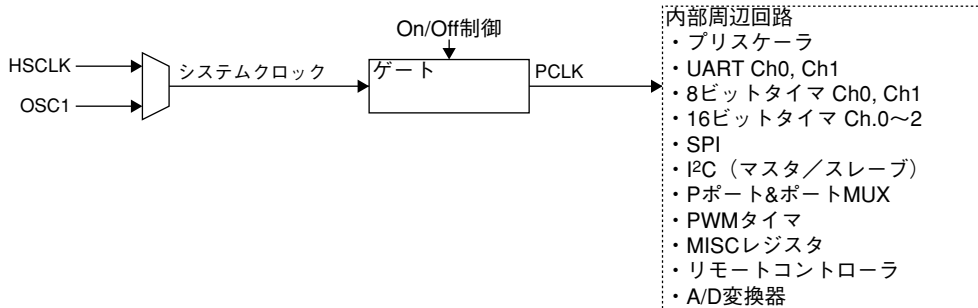 On/Off制御
HSCLK
OSC1
システムクロック
ゲート
PCLK
内部周辺回路
・プリスケーラ
・UART Ch0, Ch1
・8ビットタイマ Ch0, Ch1
・16ビットタイマ Ch.0～2
・SPI
・I²C（マスタ／スレーブ）
・Pポート&ポートMUX
・PWMタイマ
・MISCレジスタ
・リモートコントローラ
・A/D変換器